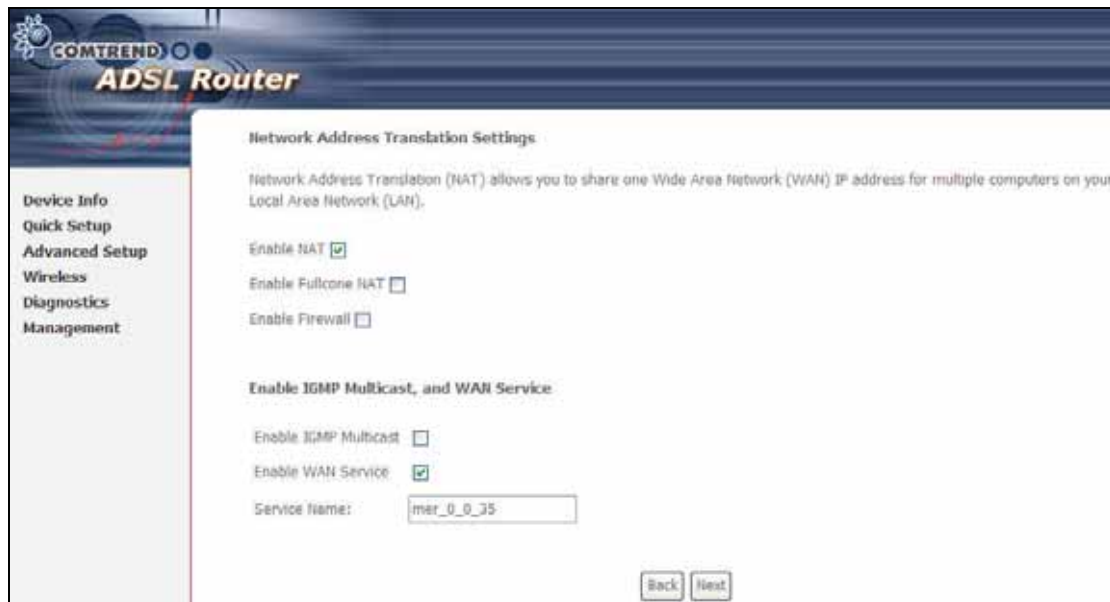 COMTREND
ADSL Router
Device Info
Quick Setup
Advanced Setup
Wireless
Diagnostics
Management
Network Address Translation Settings
Network Address Translation (NAT) allows you to share one Wide Area Network (WAN) IP address for multiple computers on your
Local Area Network (LAN).
Enable NAT
Enable Fullcone NAT
Enable Firewall
Enable IGMP Multicast, and WAN Service
Enable IGMP Multicast
Enable WAN Service
Service Name: mer_0_0_35
Back Next